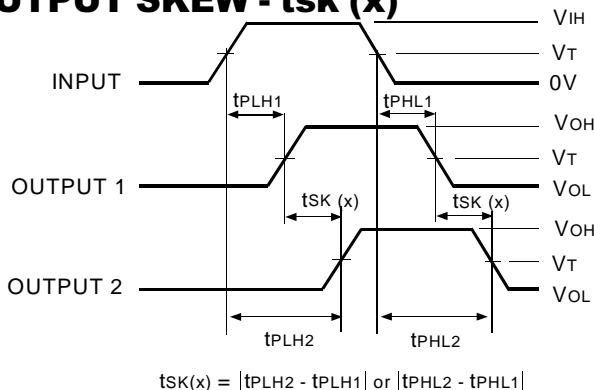 OUTPUT SKEW - tsk (x)
VIH
VT
INPUT
0V
tPLH1
tPHL1
VOH
VT
OUTPUT 1
VOL
tSK (x)
tSK (x)
VOH
VT
OUTPUT 2
VOL
tPLH2
tPHL2
tSK(x) = |tPLH2 - tPLH1| or |tPHL2 - tPHL1|